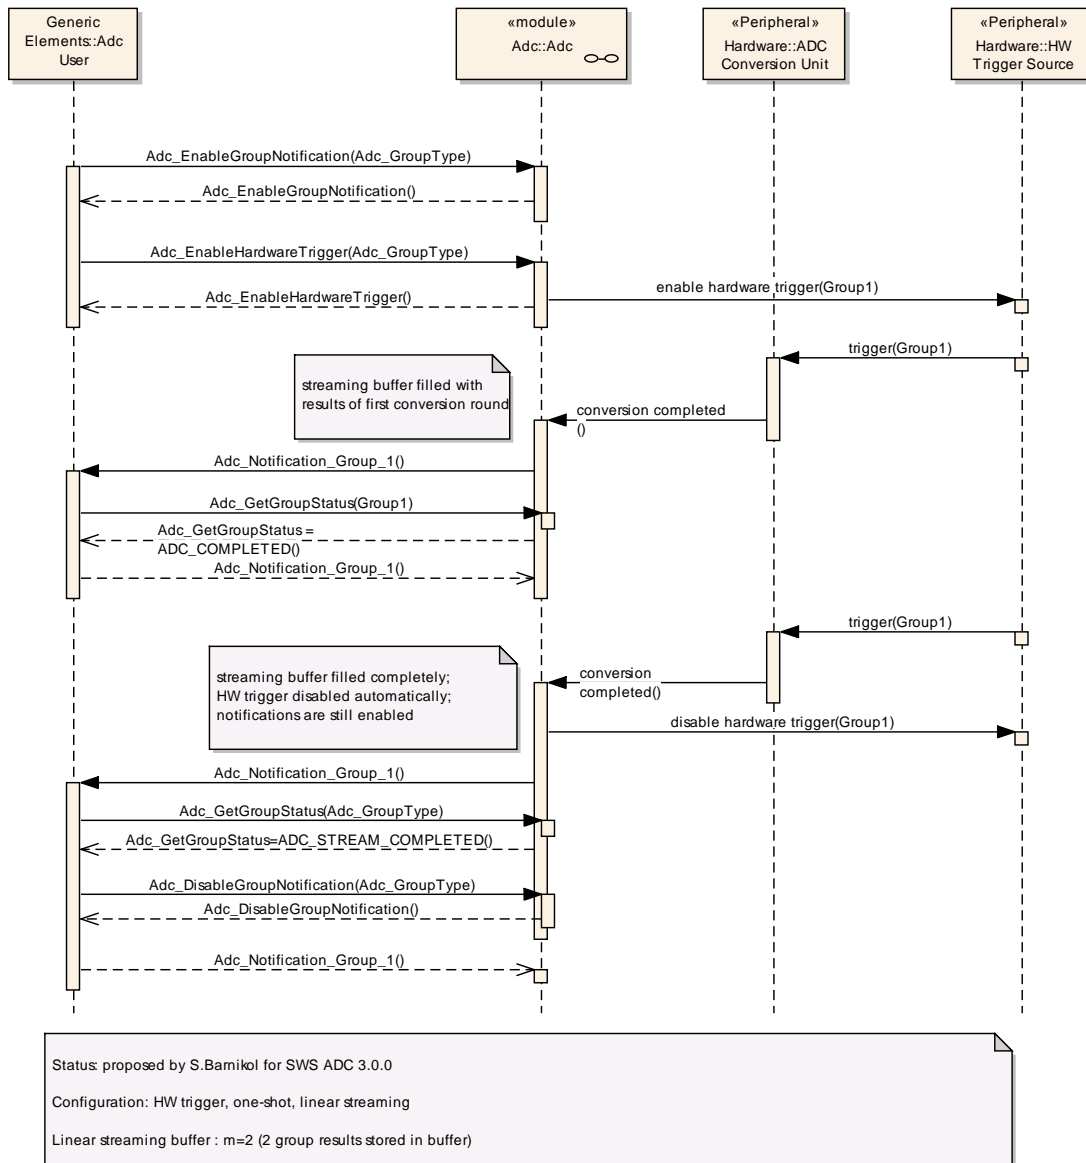 Generic
Elements::Adc
User
«module»
Adc::Adc
«Peripheral»
Hardware::ADC
Conversion Unit
«Peripheral»
Hardware::HW
Trigger Source
Adc_EnableGroupNotification(Adc_GroupType)
Adc_EnableGroupNotification()
Adc_EnableHardwareTrigger(Adc_GroupType)
Adc_EnableHardwareTrigger()
enable hardware trigger(Group1)
trigger(Group1)
streaming buffer filled with
results of first conversion round
conversion completed
()
Adc_Notification_Group_1()
Adc_GetGroupStatus(Group1)
Adc_GetGroupStatus=
ADC_COMPLETED()
Adc_Notification_Group_1()
trigger(Group1)
streaming buffer filled completely;
HW trigger disabled automatically;
notifications are still enabled
conversion
completed()
disable hardware trigger(Group1)
Adc_Notification_Group_1()
Adc_GetGroupStatus(Adc_GroupType)
Adc_GetGroupStatus=ADC_STREAM_COMPLETED()
Adc_DisableGroupNotification(Adc_GroupType)
Adc_DisableGroupNotification()
Adc_Notification_Group_1()
Status: proposed by S.Barnikol for SWS ADC 3.0.0
Configuration: HW trigger, one-shot, linear streaming
Linear streaming buffer : m=2 (2 group results stored in buffer)